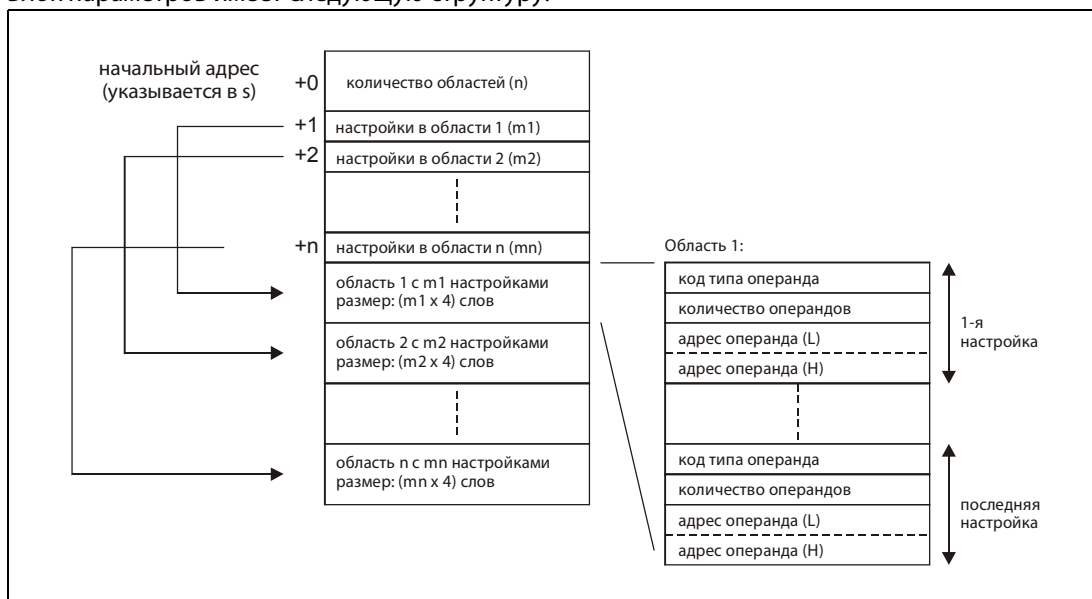 начальный адрес
(указывается в s)
+0
количество областей (n)
+1
настройки в области 1 (m1)
+2
настройки в области 2 (m2)
+n
настройки в области n (mn)
область 1 с m1 настройками
размер: (m1 x 4) слов
область 2 с m2 настройками
размер: (m2 x 4) слов
область n с mn настройками
размер: (mn x 4) слов
Область 1:
код типа операнда
количество операндов
адрес операнда (L)
адрес операнда (H)
1-я
настройка
код типа операнда
количество операндов
адрес операнда (L)
адрес операнда (H)
последняя
настройка